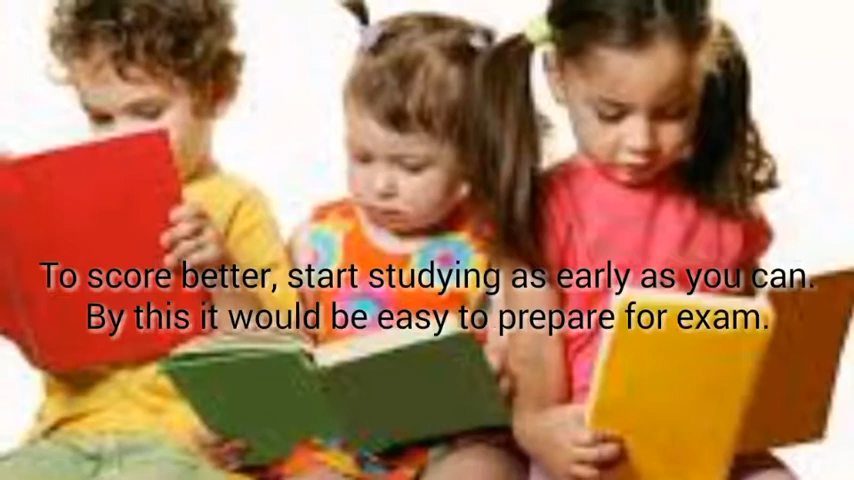 To score better, start studying as early as you can.
By this it would be easy to prepare for exam.